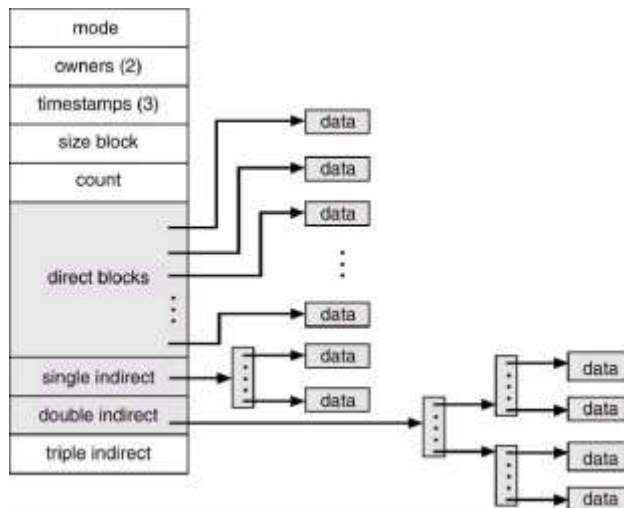 mode
owners (2)
timestamps (3)
size block
count
direct blocks
single indirect
double indirect
triple indirect
data
data
data
data
data
data
data
data
data
data